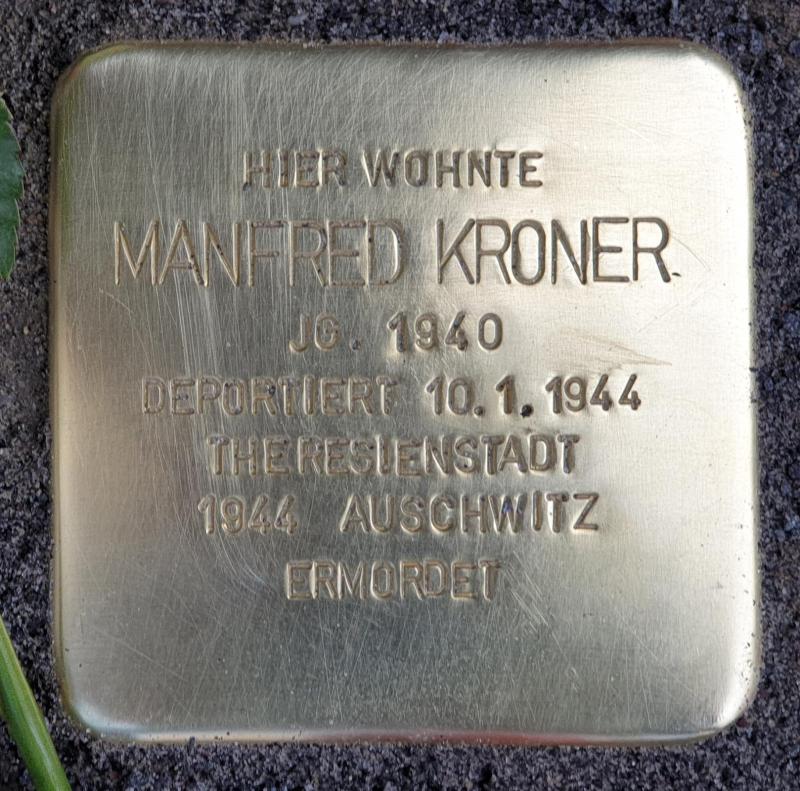 HIER WOHNTE
MANFRED KRONER
JG. 1940
DEPORTIERT 10.1.1944
THERESIENSTADT
1944 AUSCHWITZ
ERMORDET